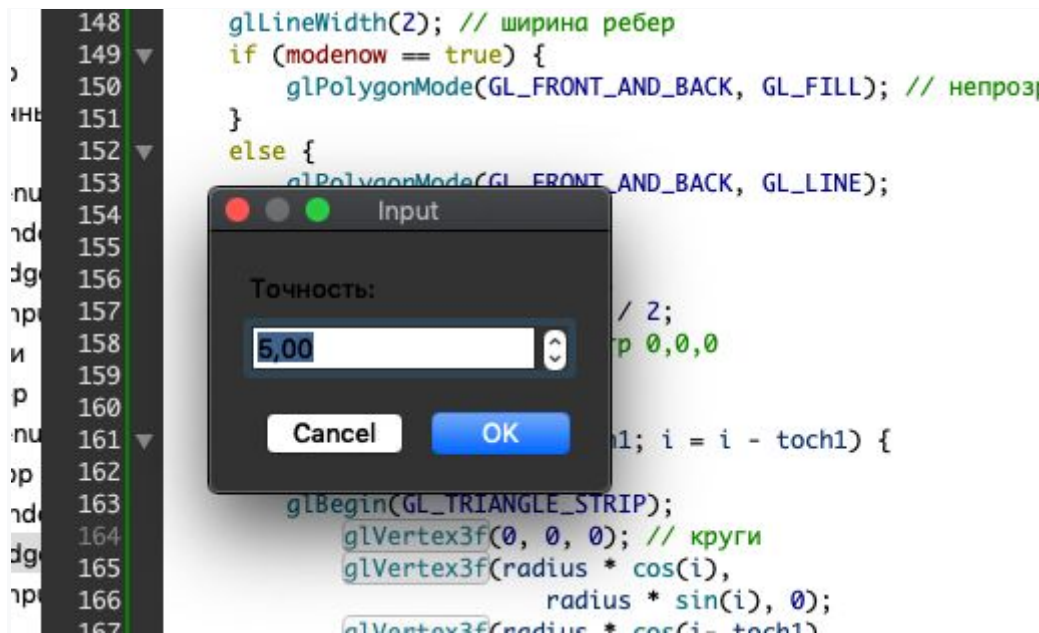 148 glLineWidth(2); // ширина ребер
149 if (modenow == true) {
150 glPolygonMode(GL_FRONT_AND_BACK, GL_FILL); //
151 }
152 else {
153 glPolygonMode(GL_FRONT_AND_BACK, GL_LINE);
154
155
156
157 / 2;
158 0,0,0
159
160
161 i = i - toch1) {
162
163 glBegin(GL_TRIANGLE_STRIP);
164 glVertex3f(0, 0, 0); // круги
165 glVertex3f(radius * cos(i),
166 radius * sin(i), 0);
167 glVertex3f(radius * cos(i- toch1)
Input
Точность:
5,00
Cancel OK